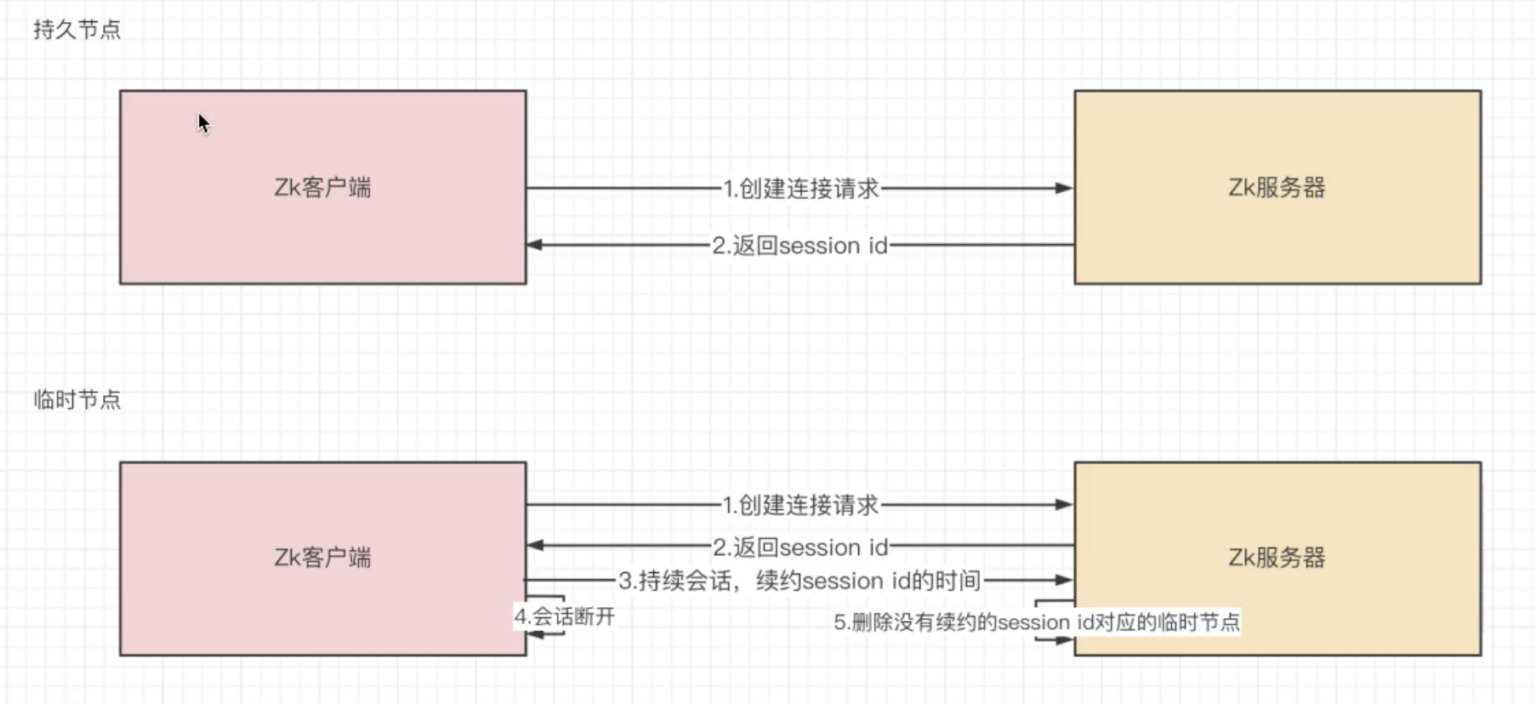 持久节点
Zk客户端
1.创建连接请求
Zk服务器
2.返回session id
临时节点
1.创建连接请求
2.返回session id
Zk客户端
Zk服务器
3.持续会话，续约session id的时间
4.会话断开
5.删除没有续约的session id对应的临时节点